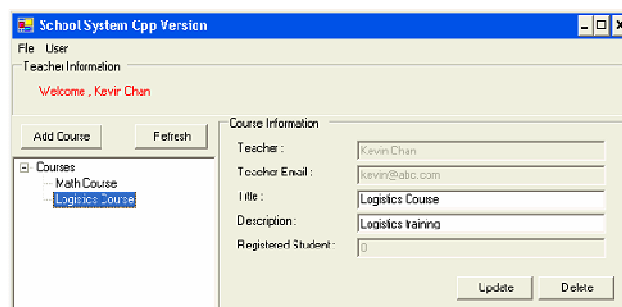 School System Cpp Version
File User
Teacher Information
Welcome , Kevin Chan
Add Course Refresh
Courses
Math Course
Logistics Course
Course Information
Teacher : Kevin Chan
Teacher Email : kevin@abc.com
Title : Logistics Course
Description : Logistics training
Registered Student : 0
Update Delete